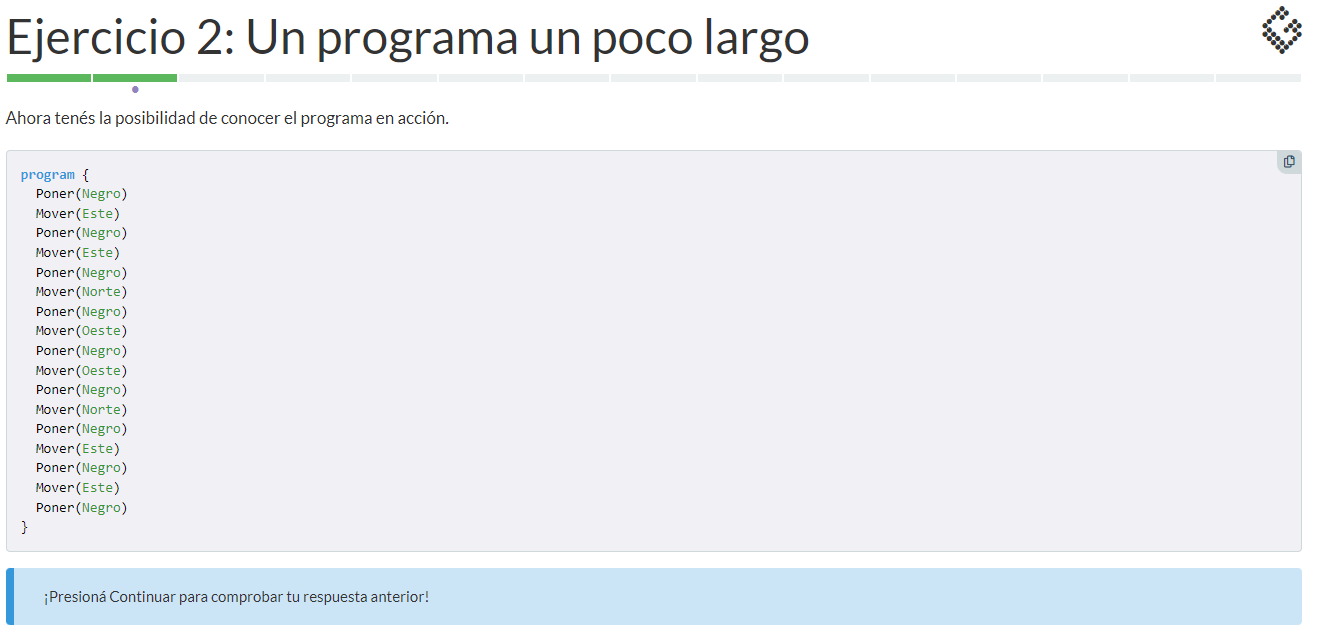 Ejercicio 2: Un programa un poco largo
Ahora tenés la posibilidad de conocer el programa en acción.
program {
  Poner(Negro)
  Mover(Este)
  Poner(Negro)
  Mover(Este)
  Poner(Negro)
  Mover(Norte)
  Poner(Negro)
  Mover(Oeste)
  Poner(Negro)
  Mover(Oeste)
  Poner(Negro)
  Mover(Norte)
  Poner(Negro)
  Mover(Este)
  Poner(Negro)
  Mover(Este)
  Poner(Negro)
}
¡Presioná Continuar para comprobar tu respuesta anterior!